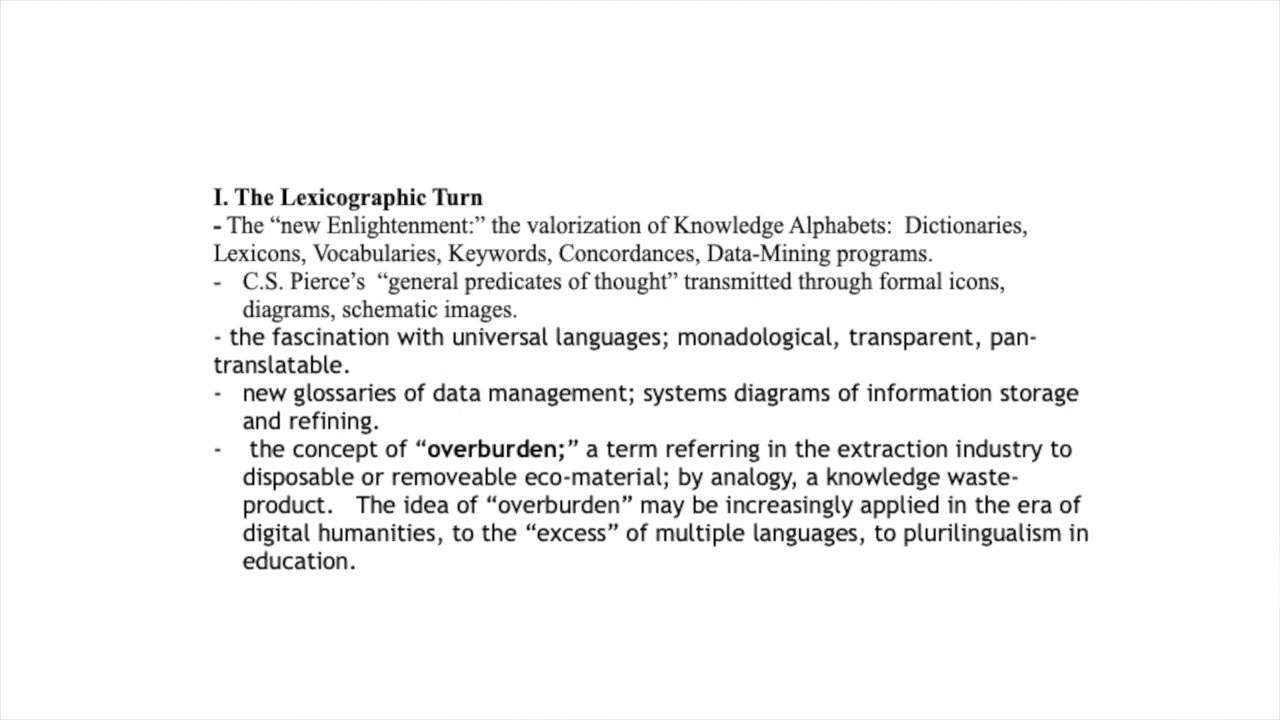 I. The Lexicographic Turn
- The “new Enlightenment:” the valorization of Knowledge Alphabets:  Dictionaries,
Lexicons, Vocabularies, Keywords, Concordances, Data-Mining programs.
- C.S. Pierce’s  “general predicates of thought” transmitted through formal icons,
diagrams, schematic images.
- the fascination with universal languages; monadological, transparent, pan-
translatable.
- new glossaries of data management; systems diagrams of information storage
and refining.
- the concept of “overburden;” a term referring in the extraction industry to
disposable or removeable eco-material; by analogy, a knowledge waste-
product.   The idea of “overburden” may be increasingly applied in the era of
digital humanities, to the “excess” of multiple languages, to plurilingualism in
education.